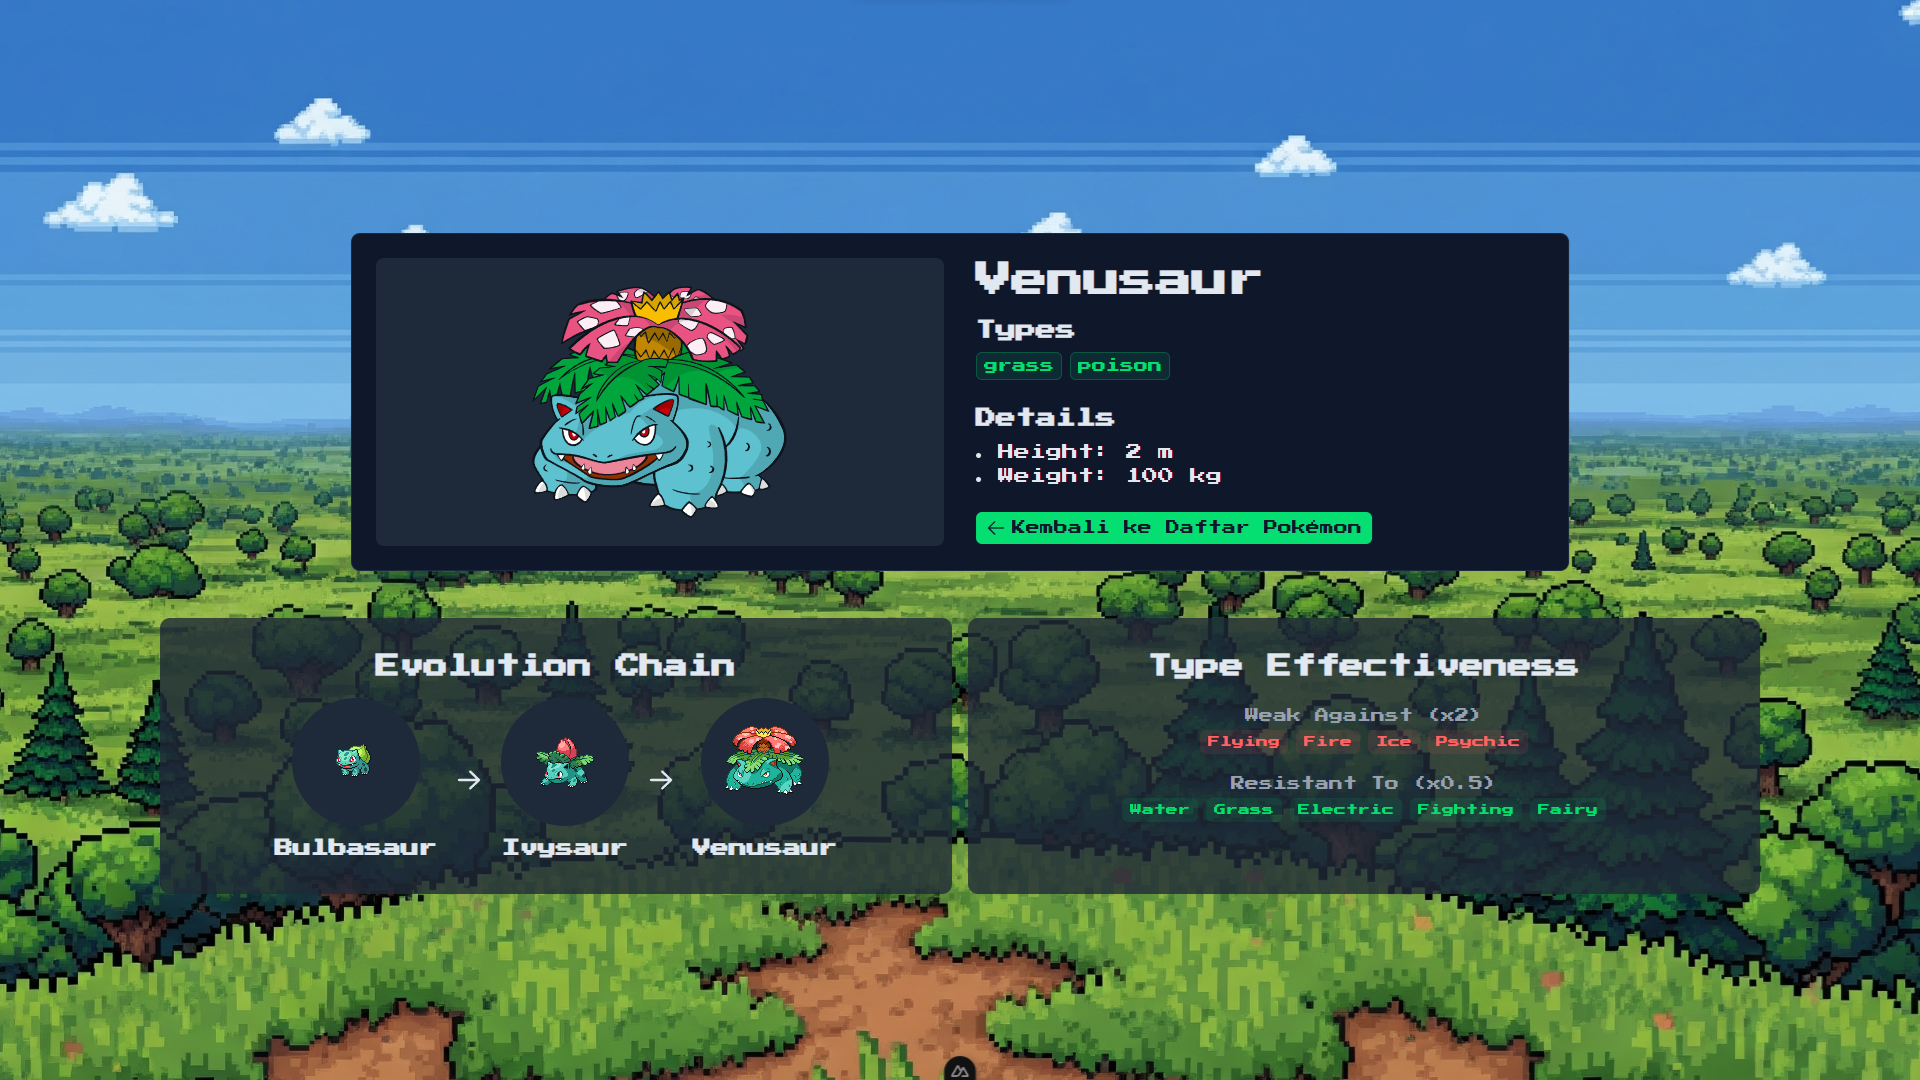 Venusaur
Types
grass poison
Details
• Height: 2 m
• Weight: 100 kg
← Kembali ke Daftar Pokémon
Evolution Chain
→ →
Bulbasaur Ivysaur Venusaur
Type Effectiveness
Weak Against (x2)
Flying Fire Ice Psychic
Resistant To (x0.5)
Water Grass Electric Fighting Fairy